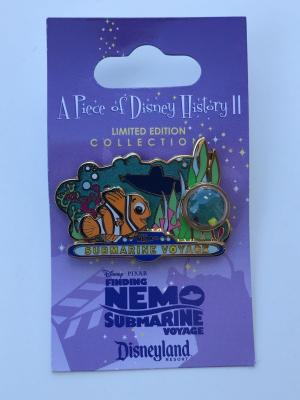 A Piece of Disney History II
LIMITED EDITION
COLLECTION
SUBMARINE VOYAGE
Disney · PIXAR
FINDING
NEMO
SUBMARINE
VOYAGE
Disneyland
RESORT